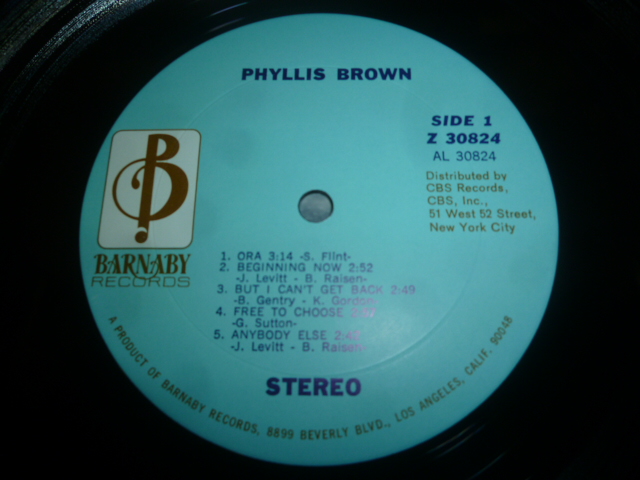 PHYLLIS BROWN
SIDE 1
Z 30824
AL 30824
Distributed by
CBS Records,
CBS, Inc.,
51 West 52 Street,
New York City
B
BARNABY
RECORDS
1. ORA 3:14 -S. Flint-
2. BEGINNING NOW 2:52
-J. Levitt - B. Raisen-
3. BUT I CAN'T GET BACK 2:49
-B. Gentry - K. Gordon-
4. FREE TO CHOOSE
-G. Sutton-
5. ANYBODY ELSE
-J. Levitt - B. Raisen-
STEREO
A PRODUCT OF BARNABY RECORDS, 8899 BEVERLY BLVD., LOS ANGELES, CALIF. 90048